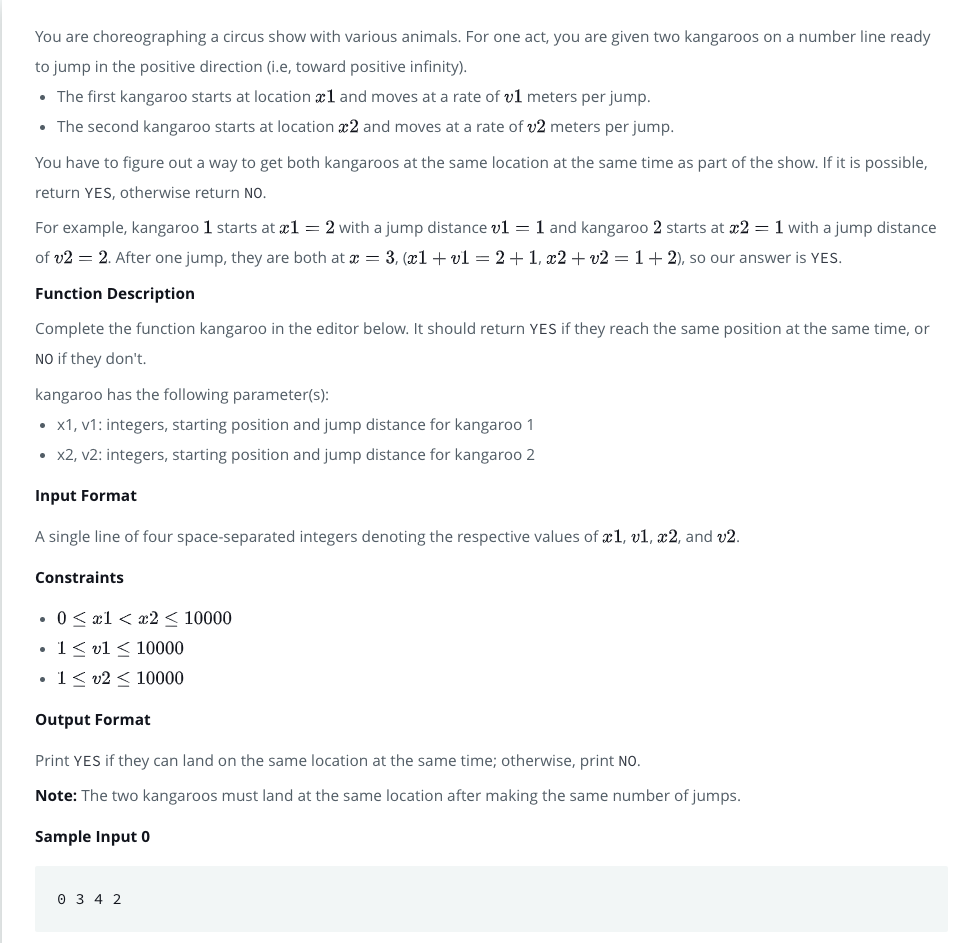 You are choreographing a circus show with various animals. For one act, you are given two kangaroos on a number line ready
to jump in the positive direction (i.e, toward positive infinity).
• The first kangaroo starts at location x1 and moves at a rate of v1 meters per jump.
• The second kangaroo starts at location x2 and moves at a rate of v2 meters per jump.
You have to figure out a way to get both kangaroos at the same location at the same time as part of the show. If it is possible,
return YES, otherwise return NO.
For example, kangaroo 1 starts at x1 = 2 with a jump distance v1 = 1 and kangaroo 2 starts at x2 = 1 with a jump distance
of v2 = 2. After one jump, they are both at x = 3, (x1 + v1 = 2 + 1, x2 + v2 = 1 + 2), so our answer is YES.
Function Description
Complete the function kangaroo in the editor below. It should return YES if they reach the same position at the same time, or
NO if they don't.
kangaroo has the following parameter(s):
• x1, v1: integers, starting position and jump distance for kangaroo 1
• x2, v2: integers, starting position and jump distance for kangaroo 2
Input Format
A single line of four space-separated integers denoting the respective values of x1, v1, x2, and v2.
Constraints
• 0 ≤ x1 < x2 ≤ 10000
• 1 ≤ v1 ≤ 10000
• 1 ≤ v2 ≤ 10000
Output Format
Print YES if they can land on the same location at the same time; otherwise, print NO.
Note: The two kangaroos must land at the same location after making the same number of jumps.
Sample Input 0
0 3 4 2